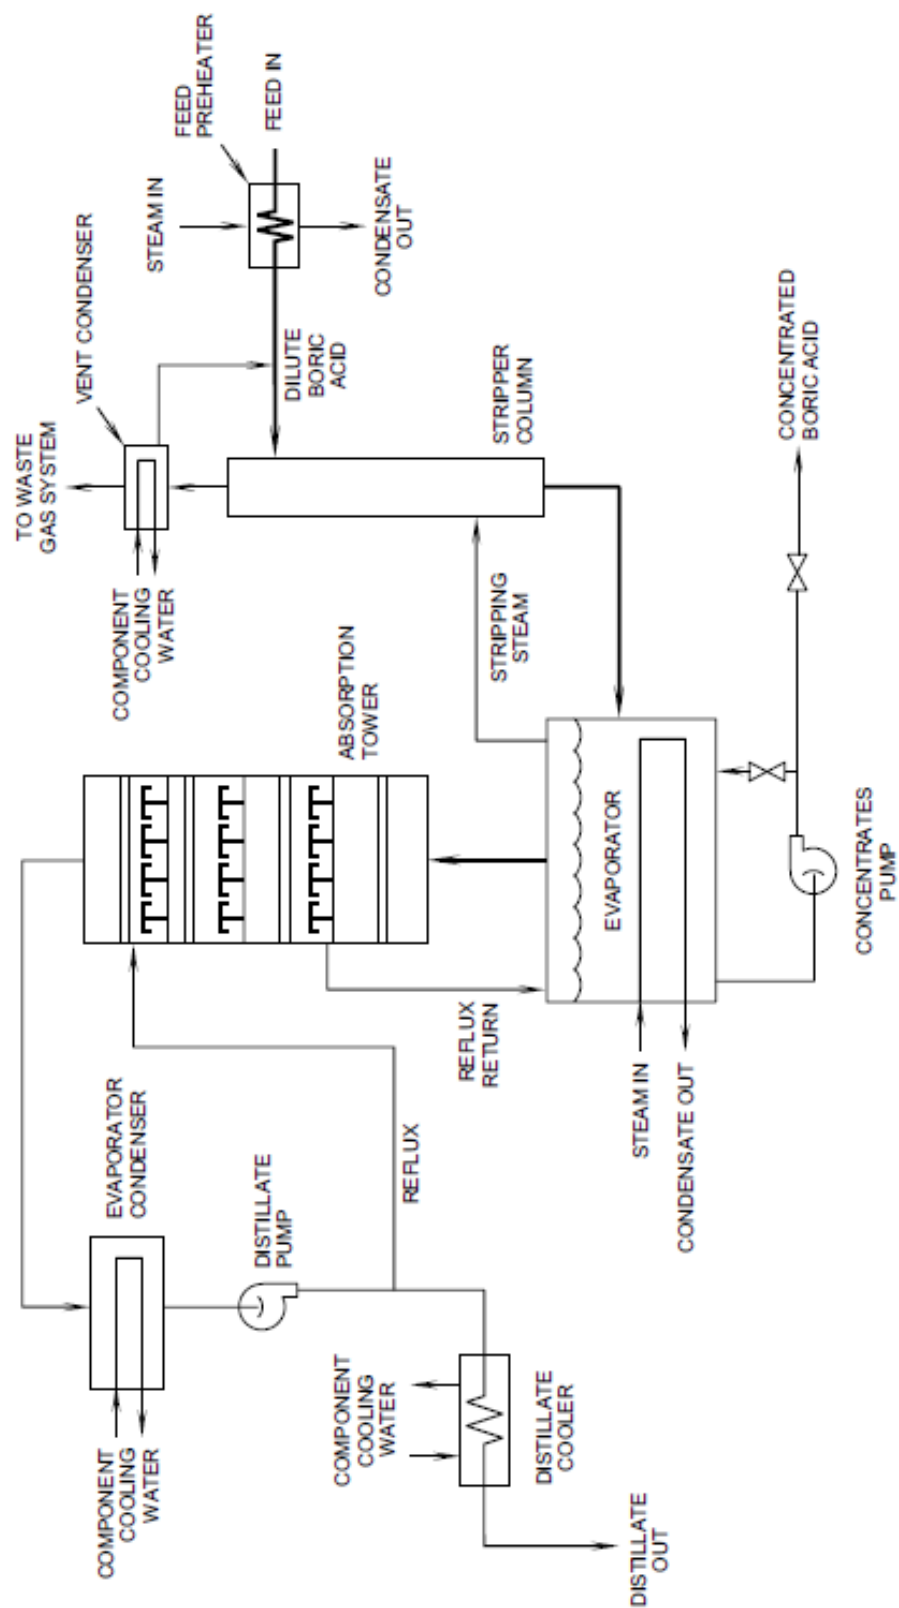 TO WASTE
GAS SYSTEM
VENT CONDENSER
FEED
PREHEATER
STEAM IN
FEED IN
COMPONENT
COOLING
WATER
DILUTE
BORIC
ACID
CONDENSATE
OUT
EVAPORATOR
CONDENSER
COMPONENT
COOLING
WATER
DISTILLATE
PUMP
ABSORPTION
TOWER
STRIPPER
COLUMN
REFLUX
REFLUX
RETURN
STRIPPING
STEAM
COMPONENT
COOLING
WATER
DISTILLATE
COOLER
DISTILLATE
OUT
EVAPORATOR
STEAM IN
CONDENSATE OUT
CONCENTRATED
BORIC ACID
CONCENTRATES
PUMP